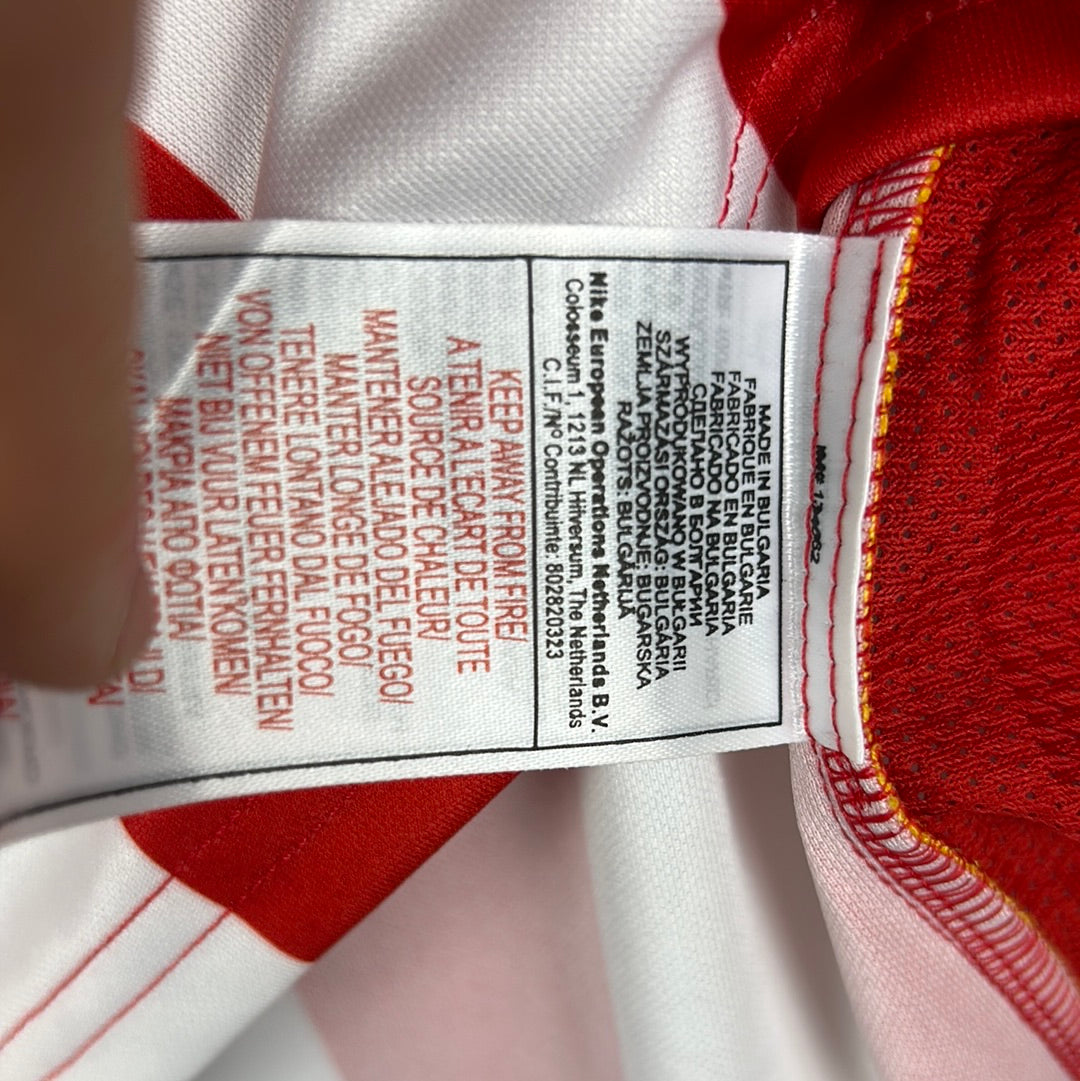 MADE IN BULGARIA
FABRIQUE EN BULGARIE
FABRICADO EN BULGARIA
FABRICADO NA BULGARIA
СДЕЛАНО В БОЛГАРИИ
WYPRODUKOWANO W BUŁGARII
SZÁRMAZÁSI ORSZÁG: BULGÁRIA
ZEMLJA PROIZVODNJE: BUGARSKA
RAŽOTS: BULGĀRIJĀ
Nike European Operations Netherlands B.V.
Colosseum 1, 1213 NL Hilversum, The Netherlands
C.I.F/Nº Contribuinte: 802820323
KEEP AWAY FROM FIRE/
A TENIR A L'ECART DE TOUTE
SOURCE DE CHALEUR/
MANTENER ALEJADO DEL FUEGO/
MANTER LONGE DE FOGO/
TENERE LONTANO DAL FUOCO/
VON OFFENEM FEUER FERNHALTEN/
NIET BIJ VUUR LATEN KOMEN/
ΜΑΚΡΙΑ ΑΠΟ ΦΩΤΙΑ/